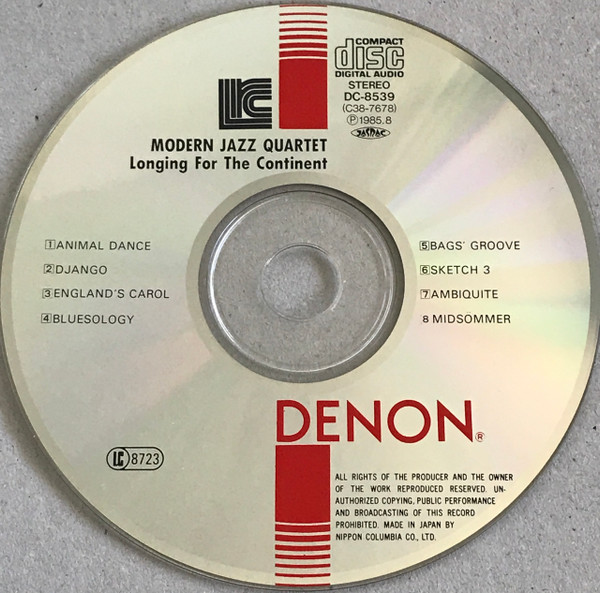 COMPACT
disc
DIGITAL AUDIO
STEREO
DC-8539
(C38-7678)
Ⓟ1985.8
JASRAC
LRC
MODERN JAZZ QUARTET
Longing For The Continent
1 ANIMAL DANCE
2 DJANGO
3 ENGLAND'S CAROL
4 BLUESOLOGY
5 BAGS' GROOVE
6 SKETCH 3
7 AMBIQUITE
8 MIDSOMMER
DENON®
LC 8723
ALL RIGHTS OF THE PRODUCER AND THE OWNER
OF THE WORK REPRODUCED RESERVED. UN-
AUTHORIZED COPYING, PUBLIC PERFORMANCE
AND BROADCASTING OF THIS RECORD
PROHIBITED. MADE IN JAPAN BY
NIPPON COLUMBIA CO., LTD.